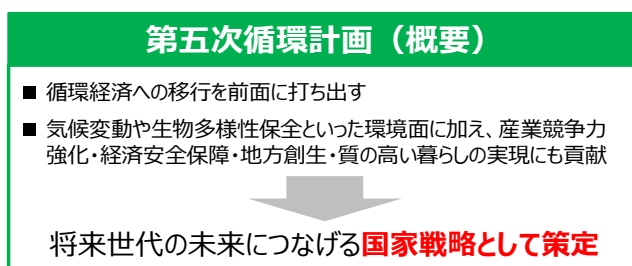 第五次循環計画（概要）
■ 循環経済への移行を前面に打ち出す
■ 気候変動や生物多様性保全といった環境面に加え、産業競争力
強化・経済安全保障・地方創生・質の高い暮らしの実現にも貢献
将来世代の未来につなげる国家戦略として策定